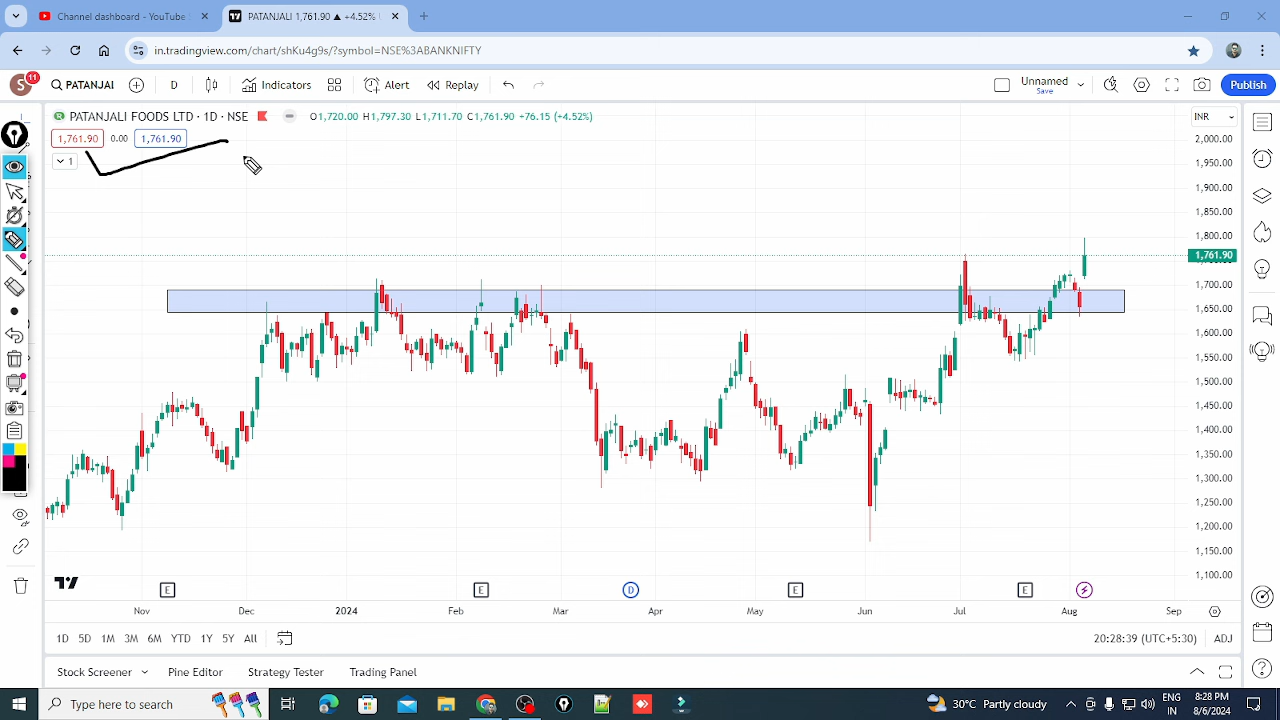 Channel dashboard - YouTube
PATANJALI 1,761.90 ▲ +4.52%
in.tradingview.com/chart/shKu4g9s/?symbol=NSE%3ABANKNIFTY
S 11 PATANJAI D Indicators Alert Replay Unnamed Save Publish
PATANJALI FOODS LTD · 1D · NSE O1,720.00 H1,797.30 L1,711.70 C1,761.90 +76.15 (+4.52%) INR
1,761.90 0.00 1,761.90
1
2,000.00
1,950.00
1,900.00
1,850.00
1,800.00
1,761.90
1,700.00
1,650.00
1,600.00
1,550.00
1,500.00
1,450.00
1,400.00
1,350.00
1,300.00
1,250.00
1,200.00
1,150.00
1,100.00
E E D E E
Nov Dec 2024 Feb Mar Apr May Jun Jul Aug Sep
1D 5D 1M 3M 6M YTD 1Y 5Y All 20:28:39 (UTC+5:30) ADJ
Stock Screener Pine Editor Strategy Tester Trading Panel
Type here to search 30°C Partly cloudy ENG 8:28 PM
IN 8/6/2024